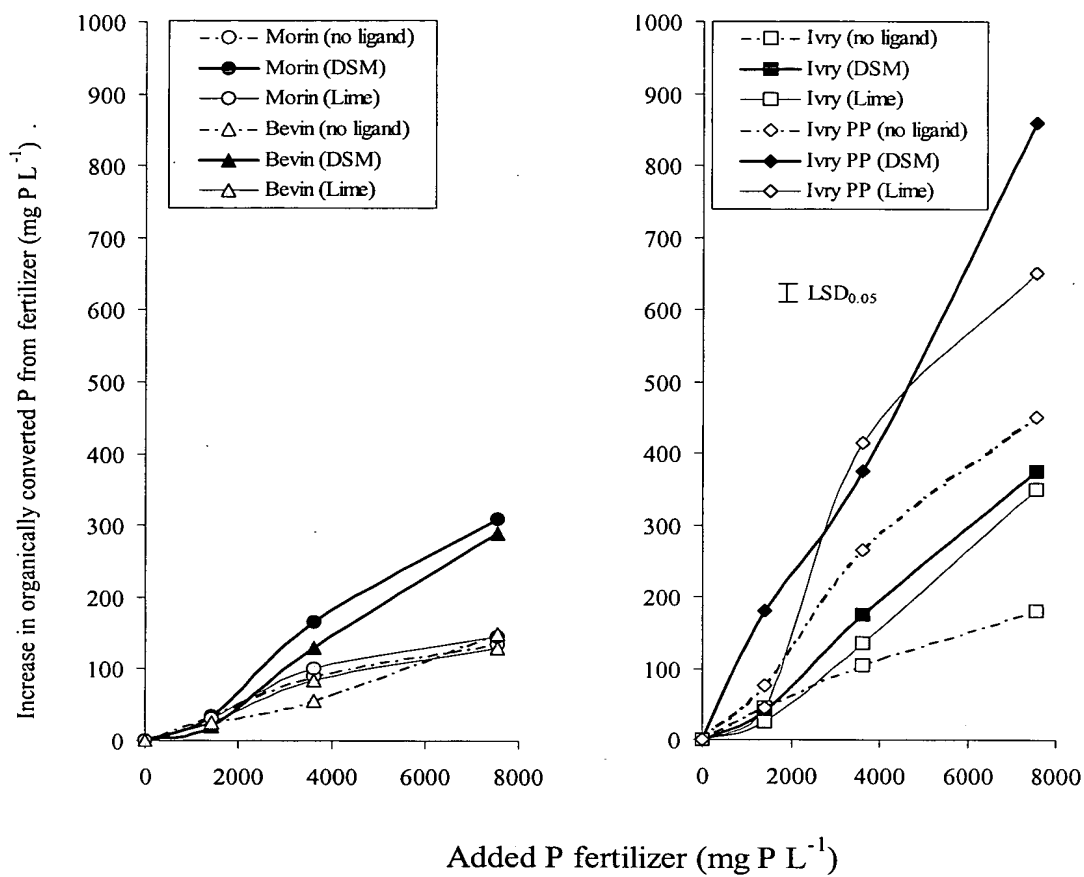 Increase in organically converted P from fertilizer (mg P L⁻¹) .
1000
900
800
700
600
500
400
300
200
100
0
0
2000
4000
6000
8000
Morin (no ligand)
Morin (DSM)
Morin (Lime)
Bevin (no ligand)
Bevin (DSM)
Bevin (Lime)
1000
900
800
700
600
500
400
300
200
100
0
0
2000
4000
6000
8000
Ivry (no ligand)
Ivry (DSM)
Ivry (Lime)
Ivry PP (no ligand)
Ivry PP (DSM)
Ivry PP (Lime)
LSD₀.₀₅
Added P fertilizer (mg P L⁻¹)